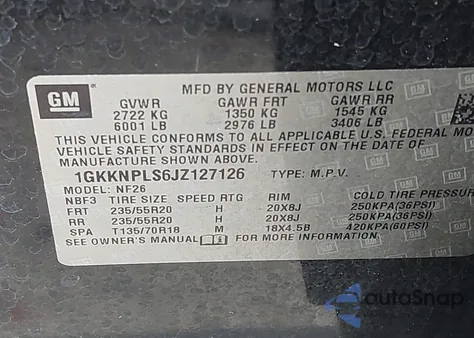 GM
MFD BY GENERAL MOTORS LLC
GVWR GAWR FRT GAWR RR
2722 KG 1350 KG 1545 KG
6001 LB 2976 LB 3406 LB
THIS VEHICLE CONFORMS TO ALL APPLICABLE U.S. FEDERAL MOTO
VEHICLE SAFETY STANDARDS IN EFFECT ON THE DATE OF
MANUFACTURE SHOWN ABOVE.
1GKKNPLS6JZ127126 TYPE: M.P.V.
MODEL: NF26
NBF3 TIRE SIZE SPEED RTG RIM COLD TIRE PRESSUR
FRT 235/55R20 H 20X8J 250KPA(36PSI)
RR 235/55R20 H 20X8J 250KPA(36PSI)
SPA T135/70R18 M 18X4.5B 420KPA(60PSI)
SEE OWNER'S MANUAL FOR MORE INFORMATION
autoSnap